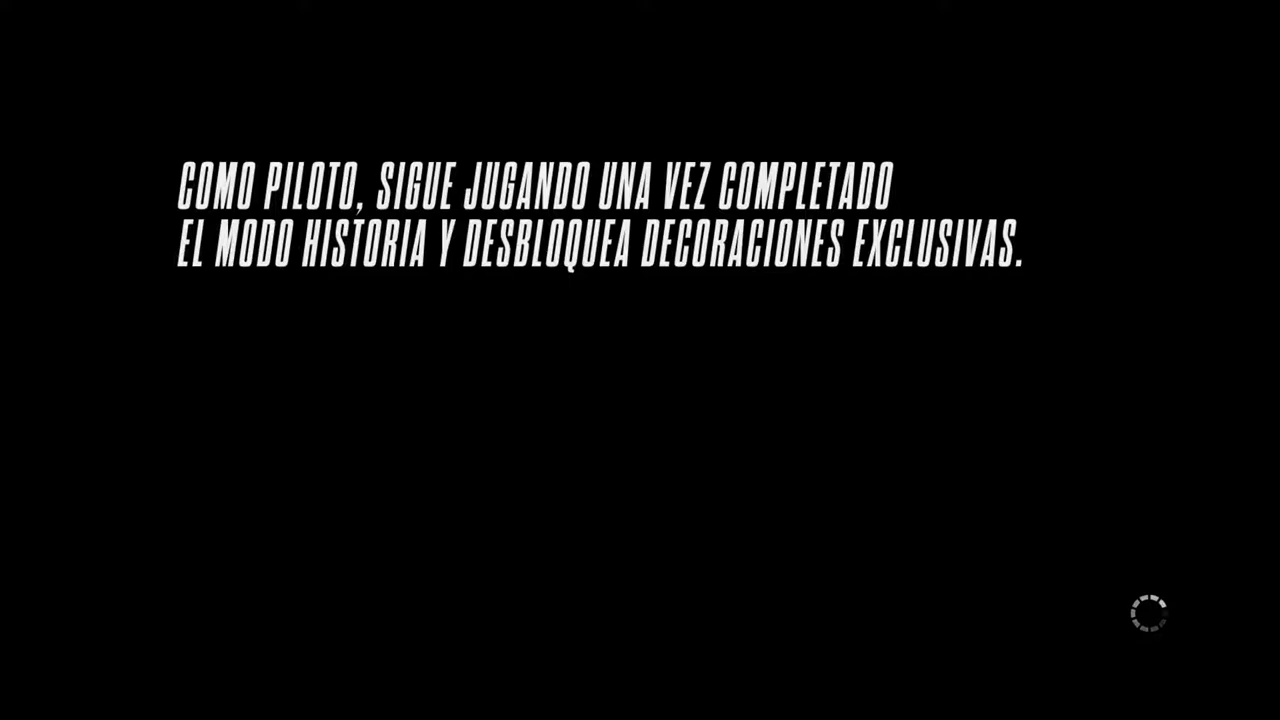 COMO PILOTO, SIGUE JUGANDO UNA VEZ COMPLETADO
EL MODO HISTORIA Y DESBLOQUEA DECORACIONES EXCLUSIVAS.